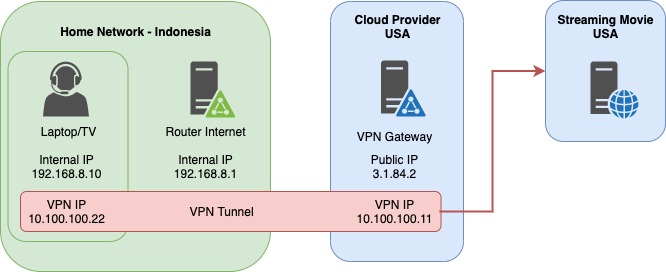 Home Network - Indonesia
Laptop/TV
Internal IP
192.168.8.10
Router Internet
Internal IP
192.168.8.1
Cloud Provider
USA
VPN Gateway
Public IP
3.1.84.2
Streaming Movie
USA
VPN IP
10.100.100.22
VPN Tunnel
VPN IP
10.100.100.11